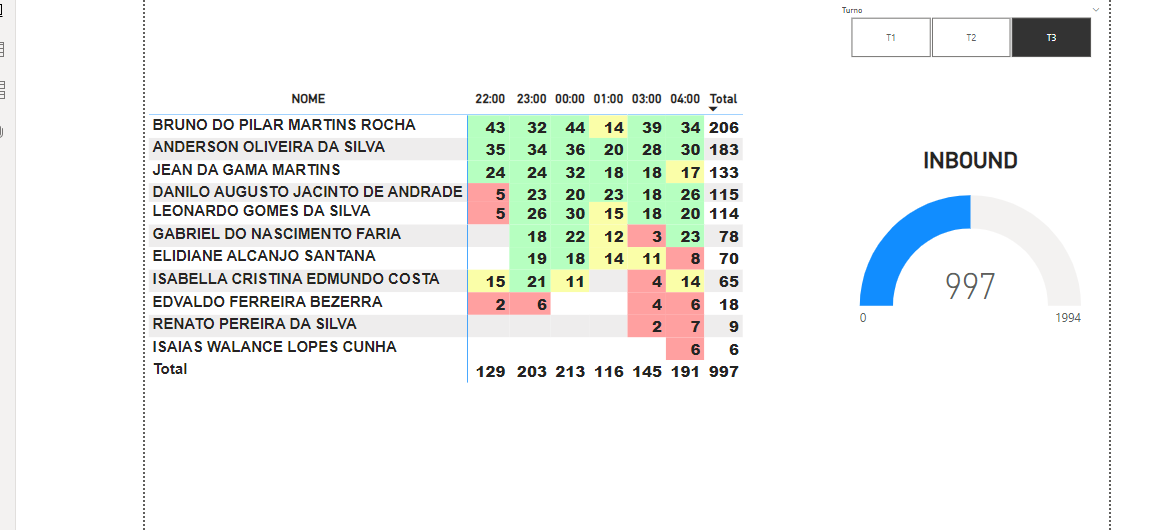 Turno
T1 T2 T3
NOME 22:00 23:00 00:00 01:00 03:00 04:00 Total
BRUNO DO PILAR MARTINS ROCHA 43 32 44 14 39 34 206
ANDERSON OLIVEIRA DA SILVA 35 34 36 20 28 30 183
JEAN DA GAMA MARTINS 24 24 32 18 18 17 133
DANILO AUGUSTO JACINTO DE ANDRADE 5 23 20 23 18 26 115
LEONARDO GOMES DA SILVA 5 26 30 15 18 20 114
GABRIEL DO NASCIMENTO FARIA 18 22 12 3 23 78
ELIDIANE ALCANJO SANTANA 19 18 14 11 8 70
ISABELLA CRISTINA EDMUNDO COSTA 15 21 11 4 14 65
EDVALDO FERREIRA BEZERRA 2 6 4 6 18
RENATO PEREIRA DA SILVA 2 7 9
ISAIAS WALANCE LOPES CUNHA 6 6
Total 129 203 213 116 145 191 997
INBOUND
997
0 1994